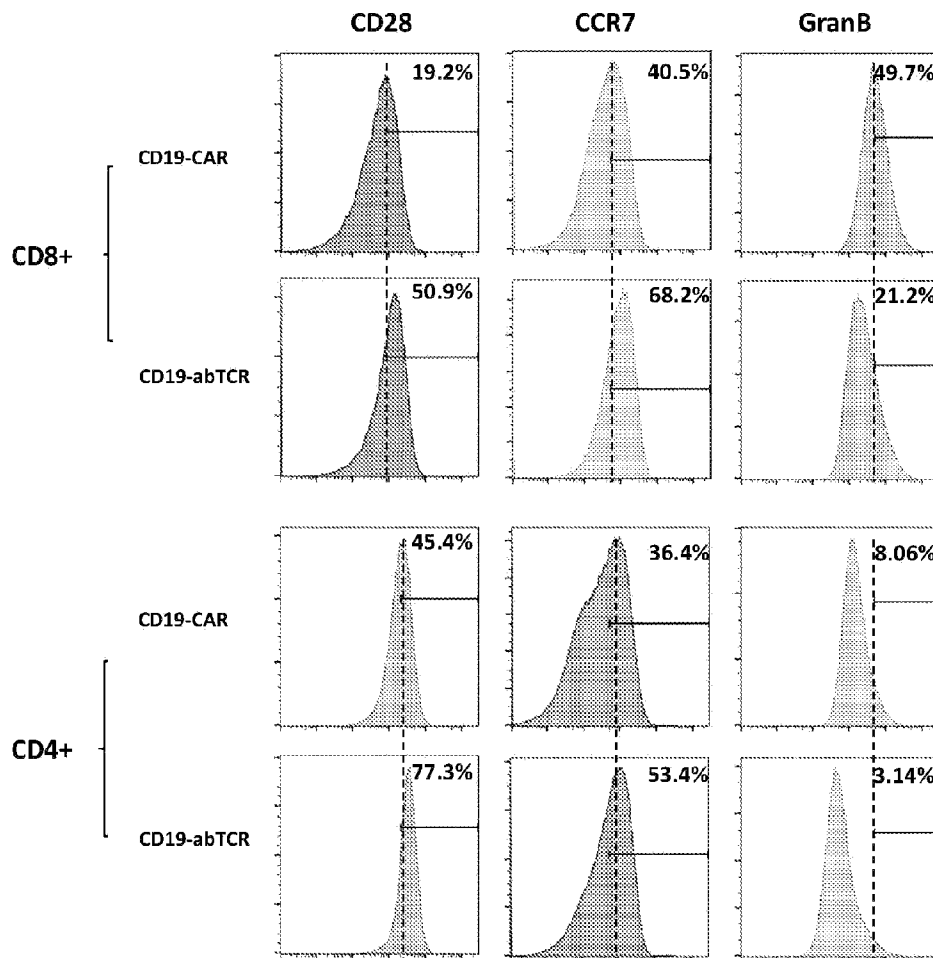 CD28 CCR7 GranB
19.2% 40.5% 49.7%
CD19-CAR
CD8+
50.9% 68.2% 21.2%
CD19-abTCR
45.4% 36.4% 8.06%
CD19-CAR
CD4+
77.3% 53.4% 3.14%
CD19-abTCR